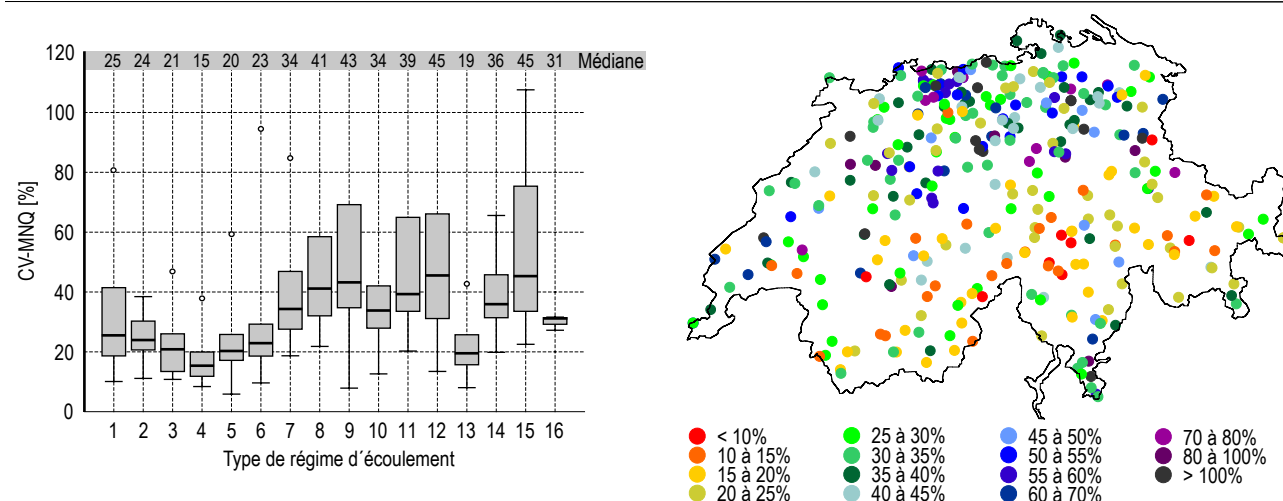 25 24 21 15 20 23 34 41 43 34 39 45 19 36 45 31 Médiane
120
100
80
60
40
20
0
CV-MNQ [%]
1 2 3 4 5 6 7 8 9 10 11 12 13 14 15 16
Type de régime d´écoulement
< 10%
10 à 15%
15 à 20%
20 à 25%
25 à 30%
30 à 35%
35 à 40%
40 à 45%
45 à 50%
50 à 55%
55 à 60%
60 à 70%
70 à 80%
80 à 100%
> 100%